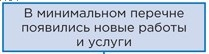 В минимальном перечне
появились новые работы
и услуги